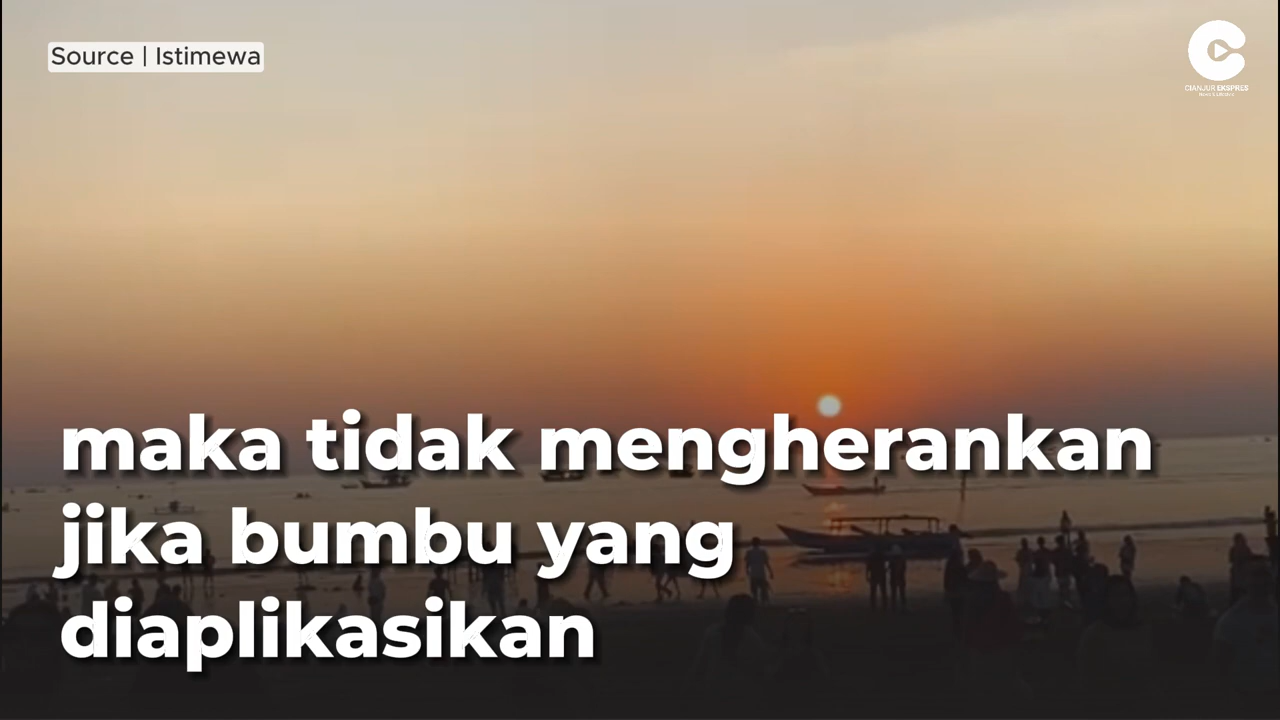 Source | Istimewa
CIANJUR EKSPRES
maka tidak mengherankan
jika bumbu yang
diaplikasikan